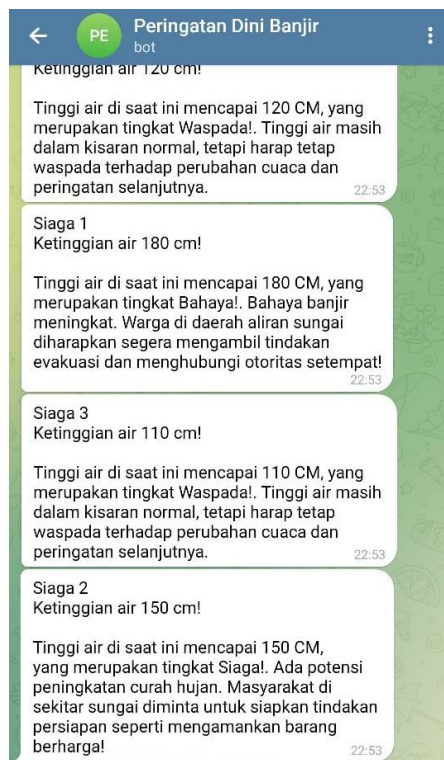 PE
Peringatan Dini Banjir
bot
Ketinggian air 120 cm!
Tinggi air di saat ini mencapai 120 CM, yang
merupakan tingkat Waspada!. Tinggi air masih
dalam kisaran normal, tetapi harap tetap
waspada terhadap perubahan cuaca dan
peringatan selanjutnya.
22:53
Siaga 1
Ketinggian air 180 cm!
Tinggi air di saat ini mencapai 180 CM, yang
merupakan tingkat Bahaya!. Bahaya banjir
meningkat. Warga di daerah aliran sungai
diharapkan segera mengambil tindakan
evakuasi dan menghubungi otoritas setempat!
22:53
Siaga 3
Ketinggian air 110 cm!
Tinggi air di saat ini mencapai 110 CM, yang
merupakan tingkat Waspada!. Tinggi air masih
dalam kisaran normal, tetapi harap tetap
waspada terhadap perubahan cuaca dan
peringatan selanjutnya.
22:53
Siaga 2
Ketinggian air 150 cm!
Tinggi air di saat ini mencapai 150 CM,
yang merupakan tingkat Siaga!. Ada potensi
peningkatan curah hujan. Masyarakat di
sekitar sungai diminta untuk siapkan tindakan
persiapan seperti mengamankan barang
berharga!
22:53